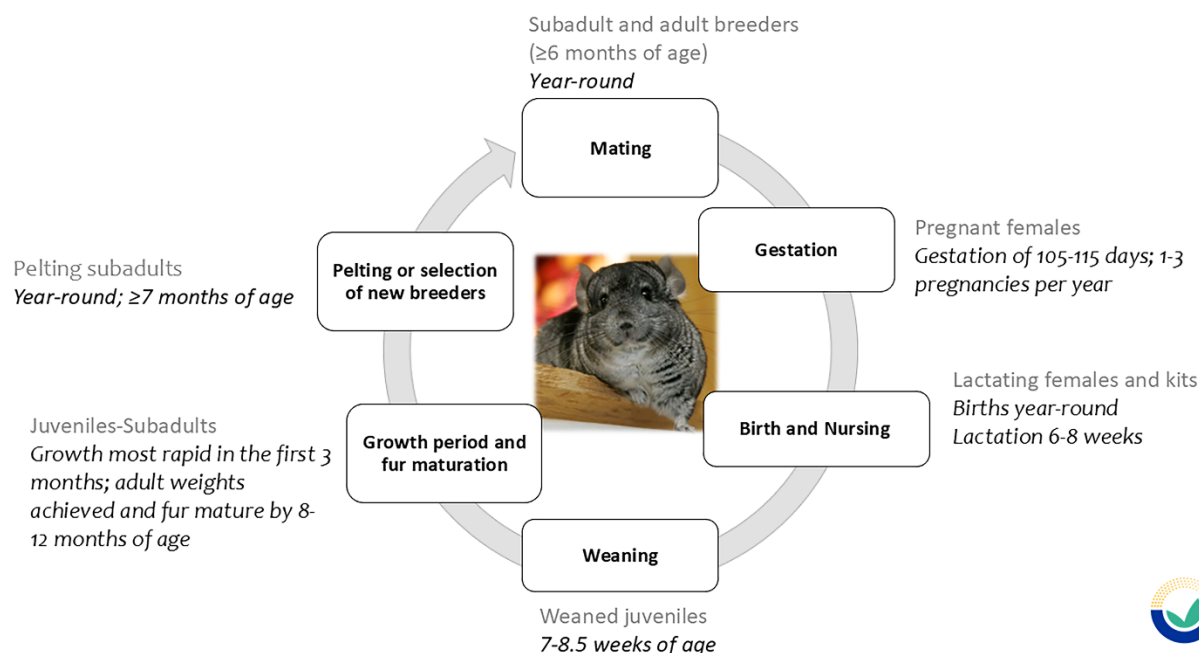 Subadult and adult breeders
(≥6 months of age)
Year-round
Mating
Gestation
Pregnant females
Gestation of 105-115 days; 1-3
pregnancies per year
Birth and Nursing
Lactating females and kits
Births year-round
Lactation 6-8 weeks
Weaning
Weaned juveniles
7-8.5 weeks of age
Growth period and
fur maturation
Juveniles-Subadults
Growth most rapid in the first 3
months; adult weights
achieved and fur mature by 8-
12 months of age
Pelting or selection
of new breeders
Pelting subadults
Year-round; ≥7 months of age